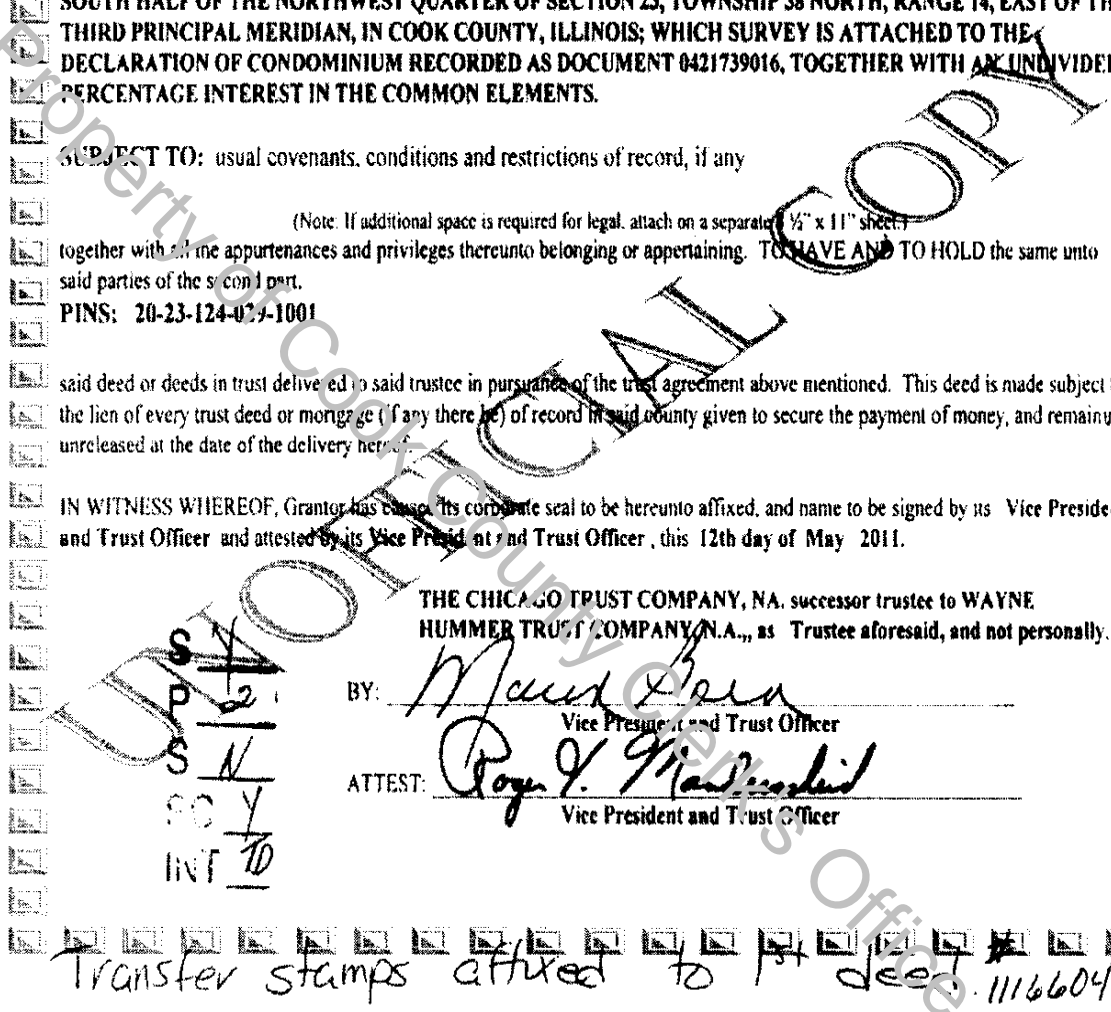 SOUTH HALF OF THE NORTHWEST QUARTER OF SECTION 23, TOWNSHIP 38 NORTH, RANGE 14, EAST OF TH
THIRD PRINCIPAL MERIDIAN, IN COOK COUNTY, ILLINOIS; WHICH SURVEY IS ATTACHED TO THE
DECLARATION OF CONDOMINIUM RECORDED AS DOCUMENT 0421739016, TOGETHER WITH AN UNDIVIDED
PERCENTAGE INTEREST IN THE COMMON ELEMENTS.
SUBJECT TO: usual covenants, conditions and restrictions of record, if any
(Note: If additional space is required for legal, attach on a separate 8 ½" x 11" sheet.)
together with all the appurtenances and privileges thereunto belonging or appertaining. TO HAVE AND TO HOLD the same unto
said parties of the second part.
PINS: 20-23-124-029-1001
said deed or deeds in trust delivered to said trustee in pursuance of the trust agreement above mentioned. This deed is made subject
the lien of every trust deed or mortgage (if any there be) of record in said county given to secure the payment of money, and remaining
unreleased at the date of the delivery hereof.
IN WITNESS WHEREOF, Grantor has caused its corporate seal to be hereunto affixed, and name to be signed by its Vice Preside
and Trust Officer and attested by its Vice President and Trust Officer, this 12th day of May 2011.
THE CHICAGO TRUST COMPANY, NA. successor trustee to WAYNE
HUMMER TRUST COMPANY, N.A.,, as Trustee aforesaid, and not personally.
BY:
Vice President and Trust Officer
ATTEST: Roger
Vice President and Trust Officer
S Y
P 2
S N
SC Y
INT
Transfer stamps affixed to 1st deed # 11116604
UNOFFICIAL COPY
Property of Cook County Clerk's Office